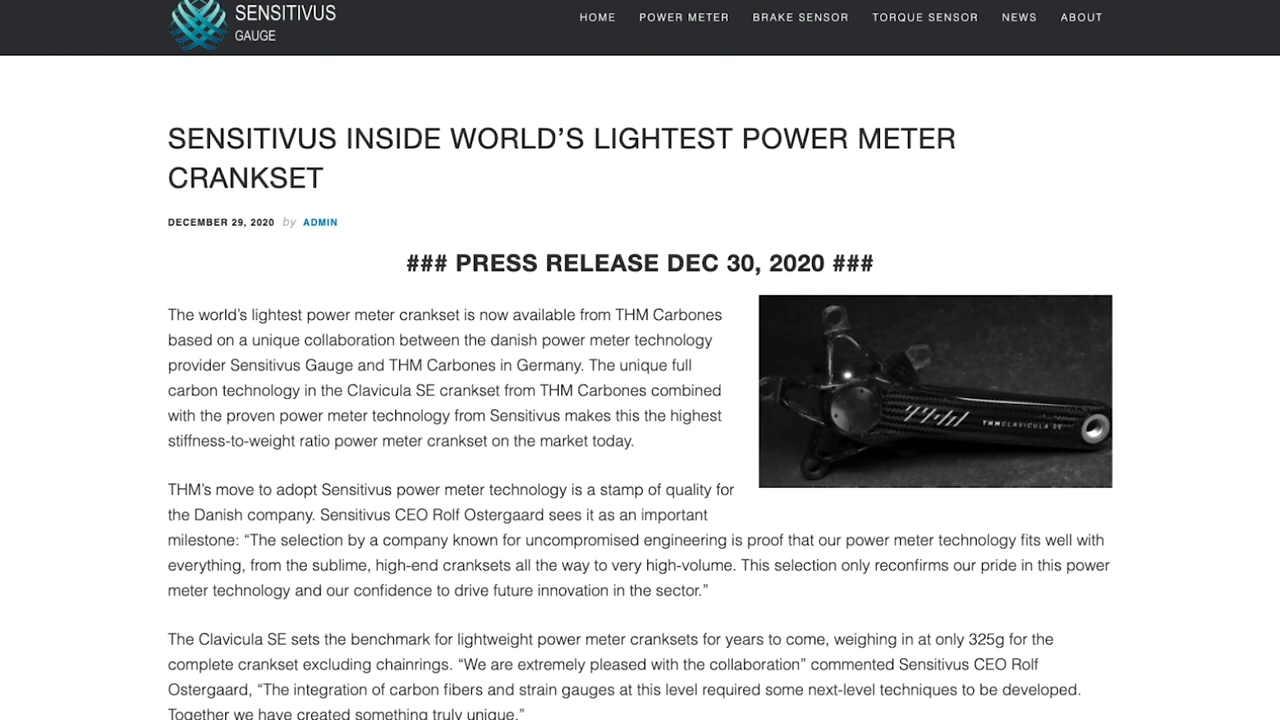 SENSITIVUS
GAUGE
HOME
POWER METER
BRAKE SENSOR
TORQUE SENSOR
NEWS
ABOUT
SENSITIVUS INSIDE WORLD’S LIGHTEST POWER METER
CRANKSET
DECEMBER 29, 2020 by ADMIN
### PRESS RELEASE DEC 30, 2020 ###
The world’s lightest power meter crankset is now available from THM Carbones
based on a unique collaboration between the danish power meter technology
provider Sensitivus Gauge and THM Carbones in Germany. The unique full
carbon technology in the Clavicula SE crankset from THM Carbones combined
with the proven power meter technology from Sensitivus makes this the highest
stiffness-to-weight ratio power meter crankset on the market today.
THM
THMCLAVICULA SE
THM’s move to adopt Sensitivus power meter technology is a stamp of quality for
the Danish company. Sensitivus CEO Rolf Ostergaard sees it as an important
milestone: “The selection by a company known for uncompromised engineering is proof that our power meter technology fits well with
everything, from the sublime, high-end cranksets all the way to very high-volume. This selection only reconfirms our pride in this power
meter technology and our confidence to drive future innovation in the sector.”
The Clavicula SE sets the benchmark for lightweight power meter cranksets for years to come, weighing in at only 325g for the
complete crankset excluding chainrings. “We are extremely pleased with the collaboration” commented Sensitivus CEO Rolf
Ostergaard, “The integration of carbon fibers and strain gauges at this level required some next-level techniques to be developed.
Together we have created something truly unique.”